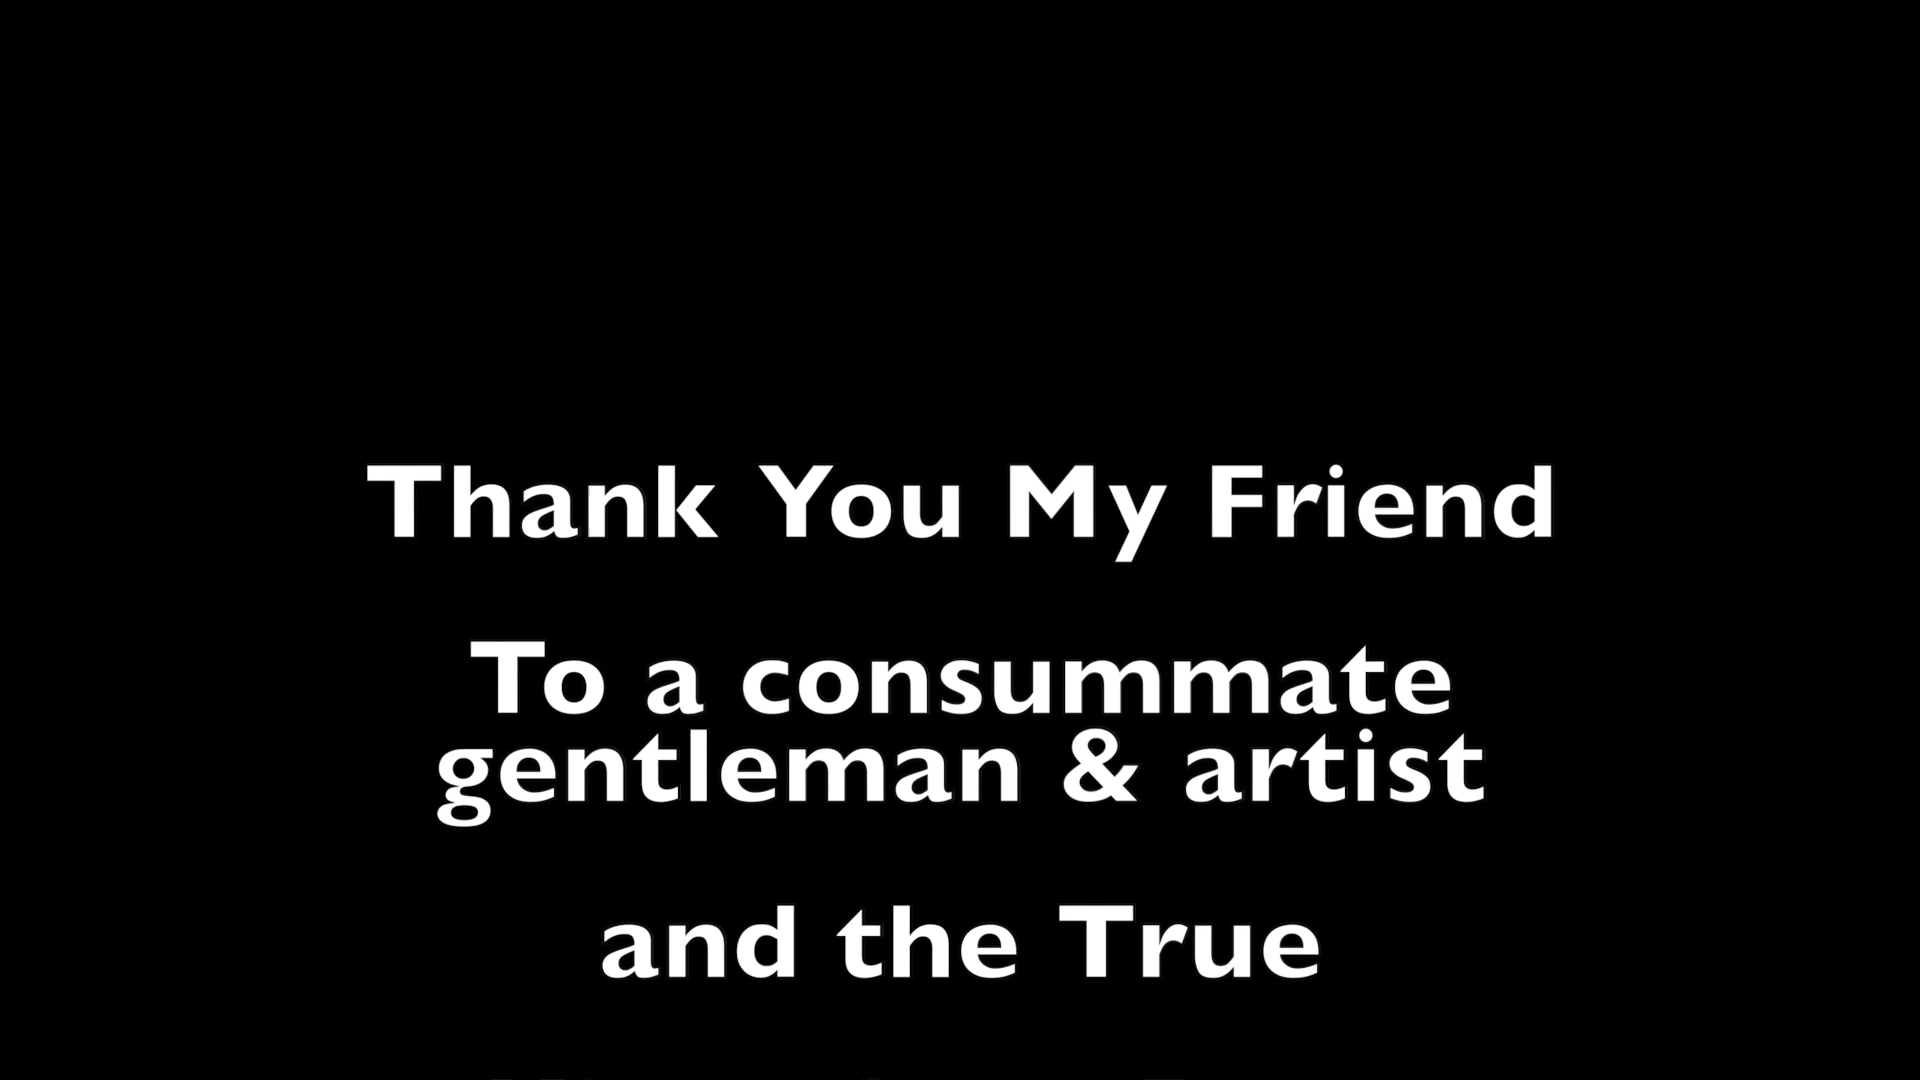 Thank You My Friend
To a consummate
gentleman & artist
and the True